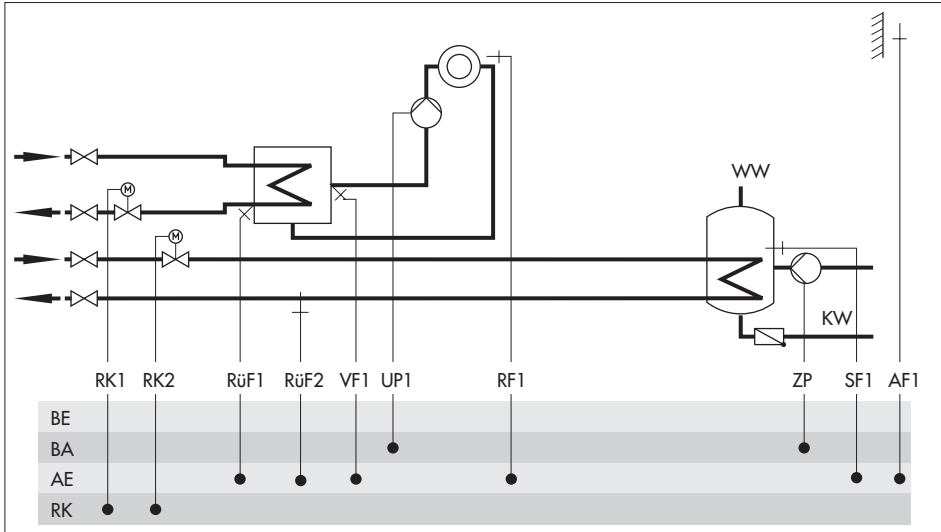 M
M
WW
KW
RK1 RK2 RüF1 RüF2 VF1 UP1 RF1 ZP SF1 AF1
BE
BA
AE
RK